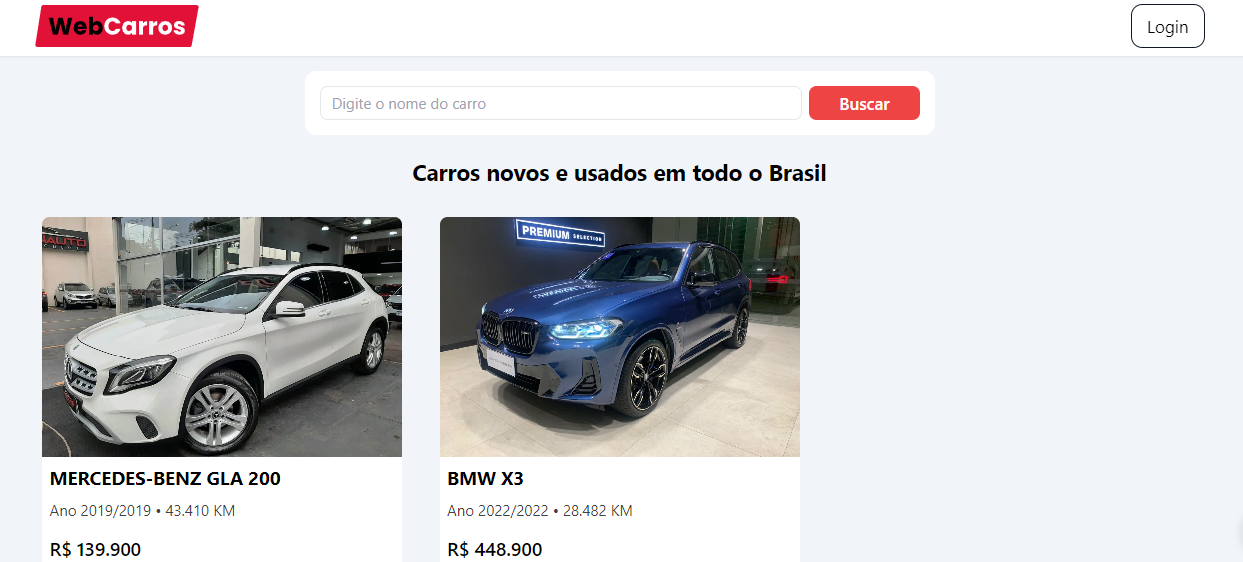 WebCarros
Login
Digite o nome do carro
Buscar
Carros novos e usados em todo o Brasil
PREMIUM SELECTION
MERCEDES-BENZ GLA 200
BMW X3
Ano 2019/2019 • 43.410 KM
Ano 2022/2022 • 28.482 KM
R$ 139.900
R$ 448.900